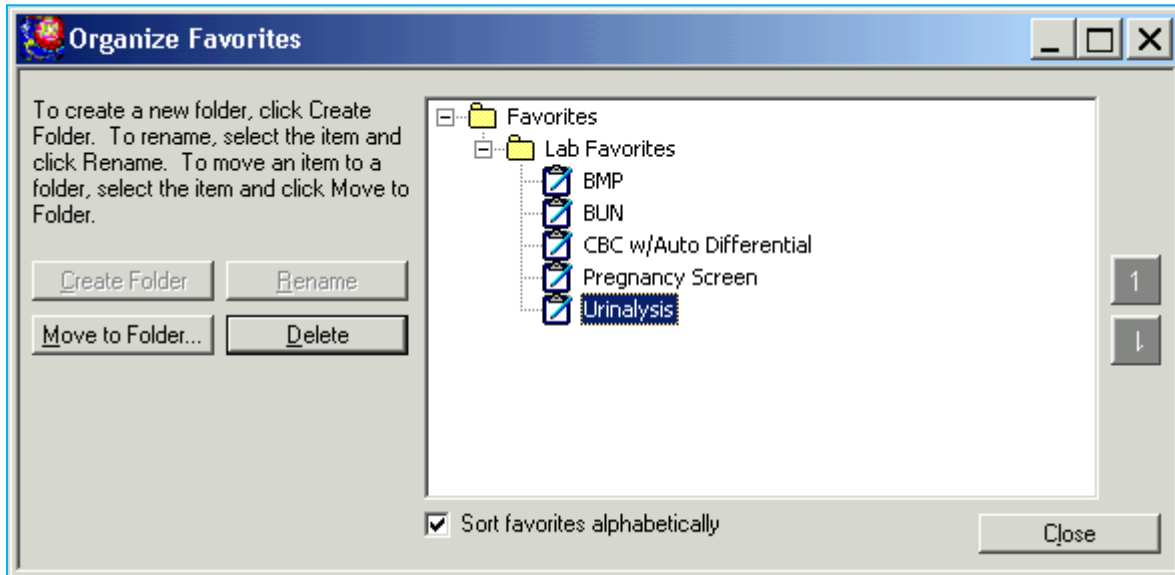 Organize Favorites
To create a new folder, click Create
Folder. To rename, select the item and
click Rename. To move an item to a
folder, select the item and click Move to
Folder.
Create Folder
Rename
Move to Folder...
Delete
Favorites
Lab Favorites
BMP
BUN
CBC w/Auto Differential
Pregnancy Screen
Urinalysis
Sort favorites alphabetically
Close